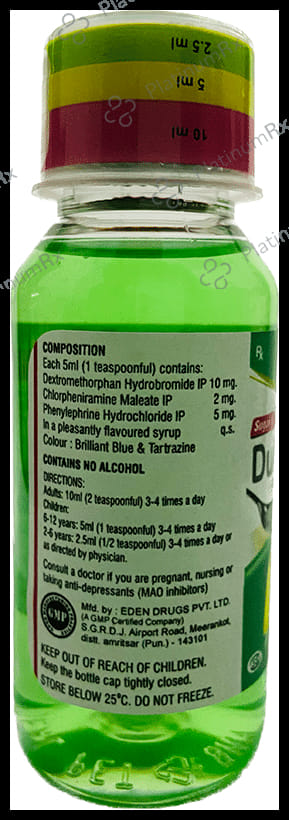 2.5 ml
5 ml
10 ml
PlatinumRx
COMPOSITION
Each 5ml (1 teaspoonful) contains:
Dextromethorphan Hydrobromide IP 10 mg.
Chlorpheniramine Maleate IP 2 mg.
Phenylephrine Hydrochloride IP 5 mg.
In a pleasantly flavoured syrup q.s.
Colour : Brilliant Blue & Tartrazine
CONTAINS NO ALCOHOL
DIRECTIONS:
Adults: 10ml (2 teaspoonful) 3-4 times a day
Children:
6-12 years: 5ml (1 teaspoonful) 3-4 times a day
2-6 years: 2.5ml (1/2 teaspoonful) 3-4 times a day or
as directed by physician.
Consult a doctor if you are pregnant, nursing or
taking anti-depressants (MAO inhibitors)
GMP
Mfd. by : EDEN DRUGS PVT. LTD.
(A GMP Certified Company)
S.G.R.D.J. Airport Road, Meerankot,
distt. amritsar (Pun.) - 143101
KEEP OUT OF REACH OF CHILDREN.
Keep the bottle cap tightly closed.
STORE BELOW 25°C. DO NOT FREEZE.
Rx
Du